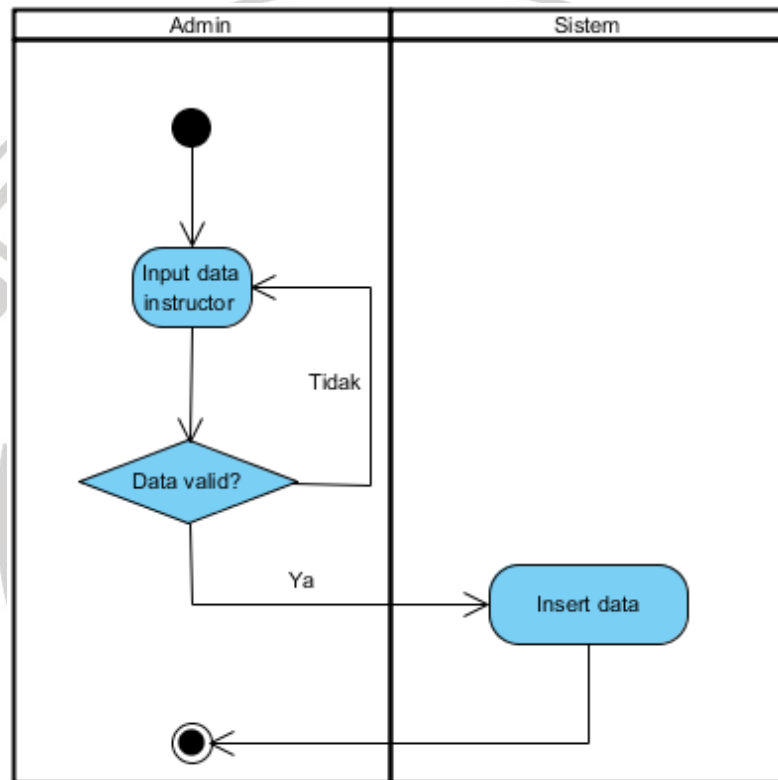 Admin
Sistem
Input data
instructor
Tidak
Data valid?
Ya
Insert data